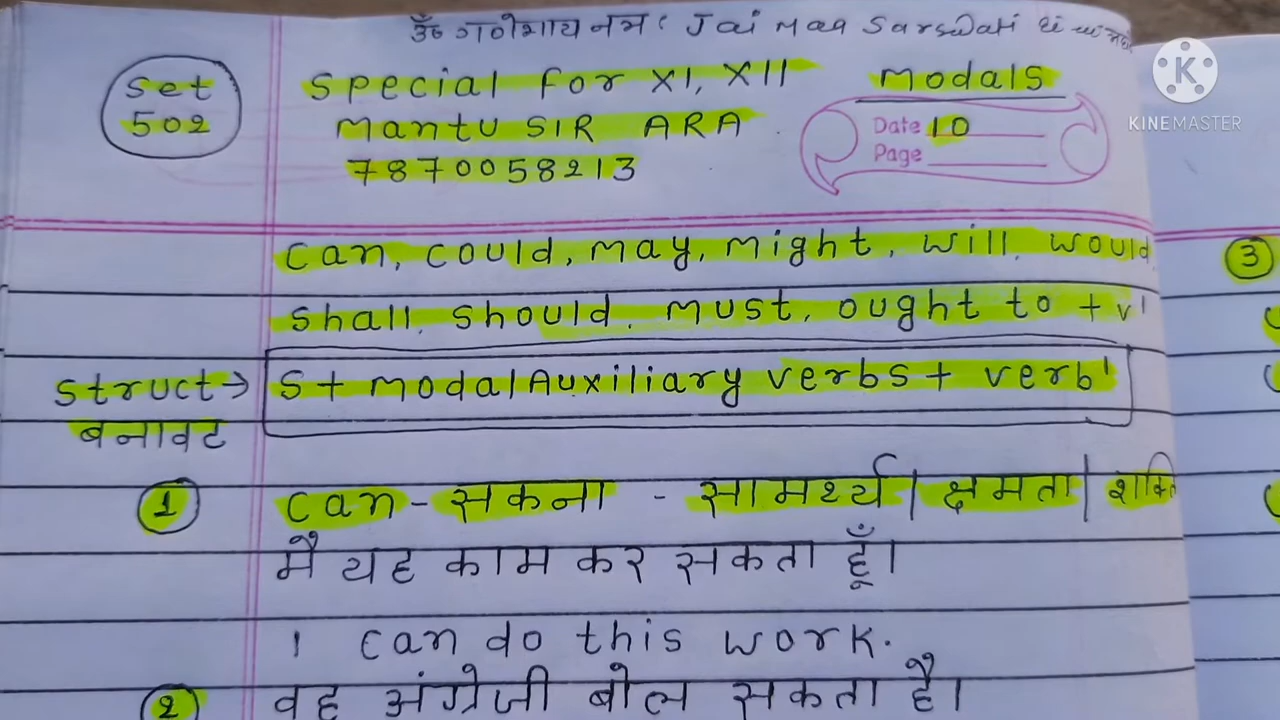 ॐ गणेशाय नमः Jai Maa Sarswati
Set
502
Special for XI, XII
Mantu SIR ARA
7870058213
Modals
Date 10
Page
K
KINEMASTER
Can, could, may, might, will, would,
shall, should, must, ought to + v¹
Struct→ S + modal Auxiliary verbs + verb¹
बनावट
1 can - सकना - सामर्थ्य | क्षमता | शक्ति
मै यह काम कर सकता हूँ।
I can do this work.
2 वह अंग्रेजी बोल सकता है।
3